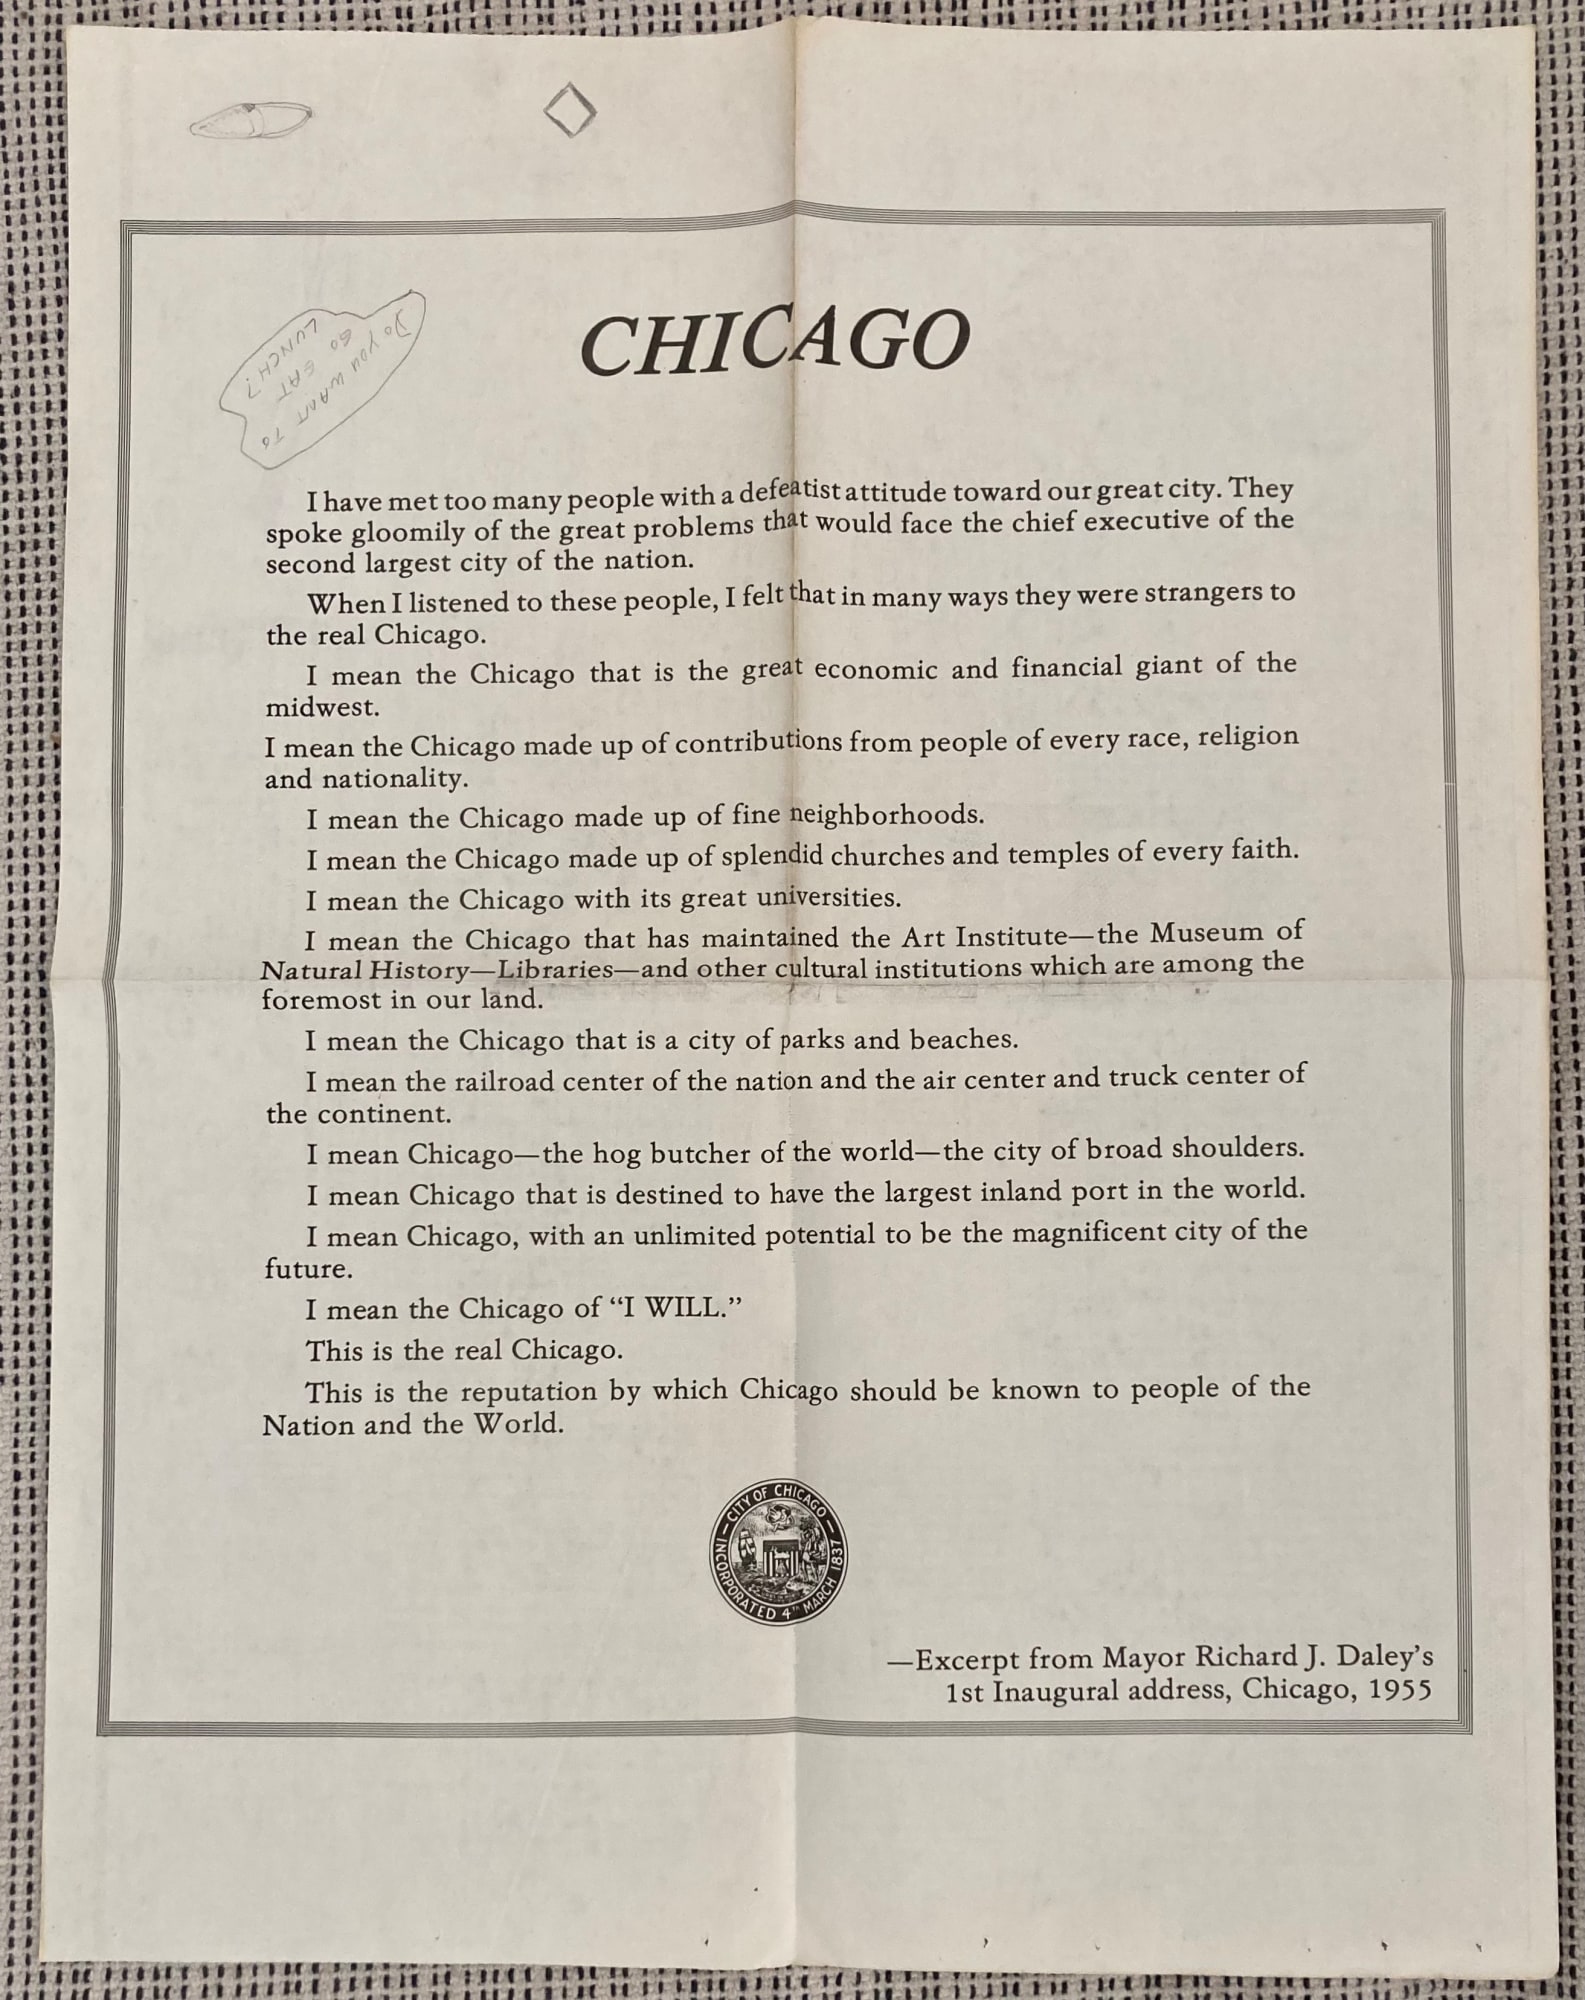 CHICAGO
Do YOU WANT TO
GO EAT
LUNCH?
I have met too many people with a defeatist attitude toward our great city. They
spoke gloomily of the great problems that would face the chief executive of the
second largest city of the nation.
When I listened to these people, I felt that in many ways they were strangers to
the real Chicago.
I mean the Chicago that is the great economic and financial giant of the
midwest.
I mean the Chicago made up of contributions from people of every race, religion
and nationality.
I mean the Chicago made up of fine neighborhoods.
I mean the Chicago made up of splendid churches and temples of every faith.
I mean the Chicago with its great universities.
I mean the Chicago that has maintained the Art Institute—the Museum of
Natural History—Libraries—and other cultural institutions which are among the
foremost in our land.
I mean the Chicago that is a city of parks and beaches.
I mean the railroad center of the nation and the air center and truck center of
the continent.
I mean Chicago—the hog butcher of the world—the city of broad shoulders.
I mean Chicago that is destined to have the largest inland port in the world.
I mean Chicago, with an unlimited potential to be the magnificent city of the
future.
I mean the Chicago of “I WILL.”
This is the real Chicago.
This is the reputation by which Chicago should be known to people of the
Nation and the World.
CITY OF CHICAGO
INCORPORATED 4TH MARCH 1837
—Excerpt from Mayor Richard J. Daley’s
1st Inaugural address, Chicago, 1955